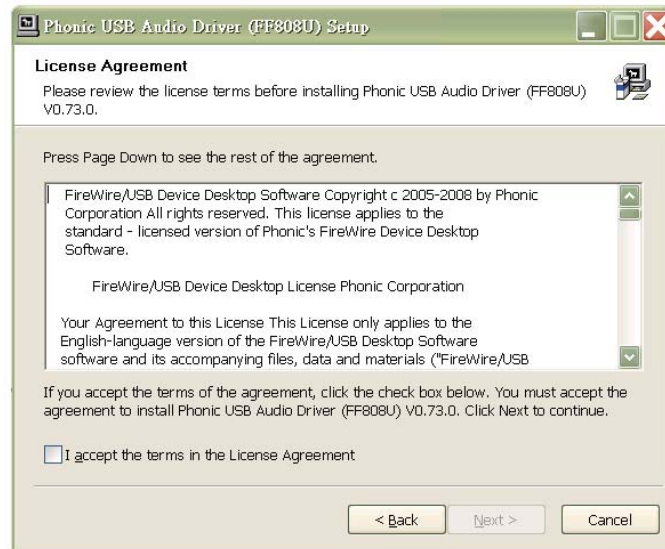 Phonic USB Audio Driver (FF808U) Setup
License Agreement
Please review the license terms before installing Phonic USB Audio Driver (FF808U)
V0.73.0.
Press Page Down to see the rest of the agreement.
FireWire/USB Device Desktop Software Copyright c 2005-2008 by Phonic
Corporation All rights reserved. This license applies to the
standard - licensed version of Phonic's FireWire Device Desktop
Software.
FireWire/USB Device Desktop License Phonic Corporation
Your Agreement to this License This License only applies to the
English-language version of the FireWire/USB Desktop Software
software and its accompanying files, data and materials ("FireWire/USB
If you accept the terms of the agreement, click the check box below. You must accept the
agreement to install Phonic USB Audio Driver (FF808U) V0.73.0. Click Next to continue.
I accept the terms in the License Agreement
< Back Next > Cancel